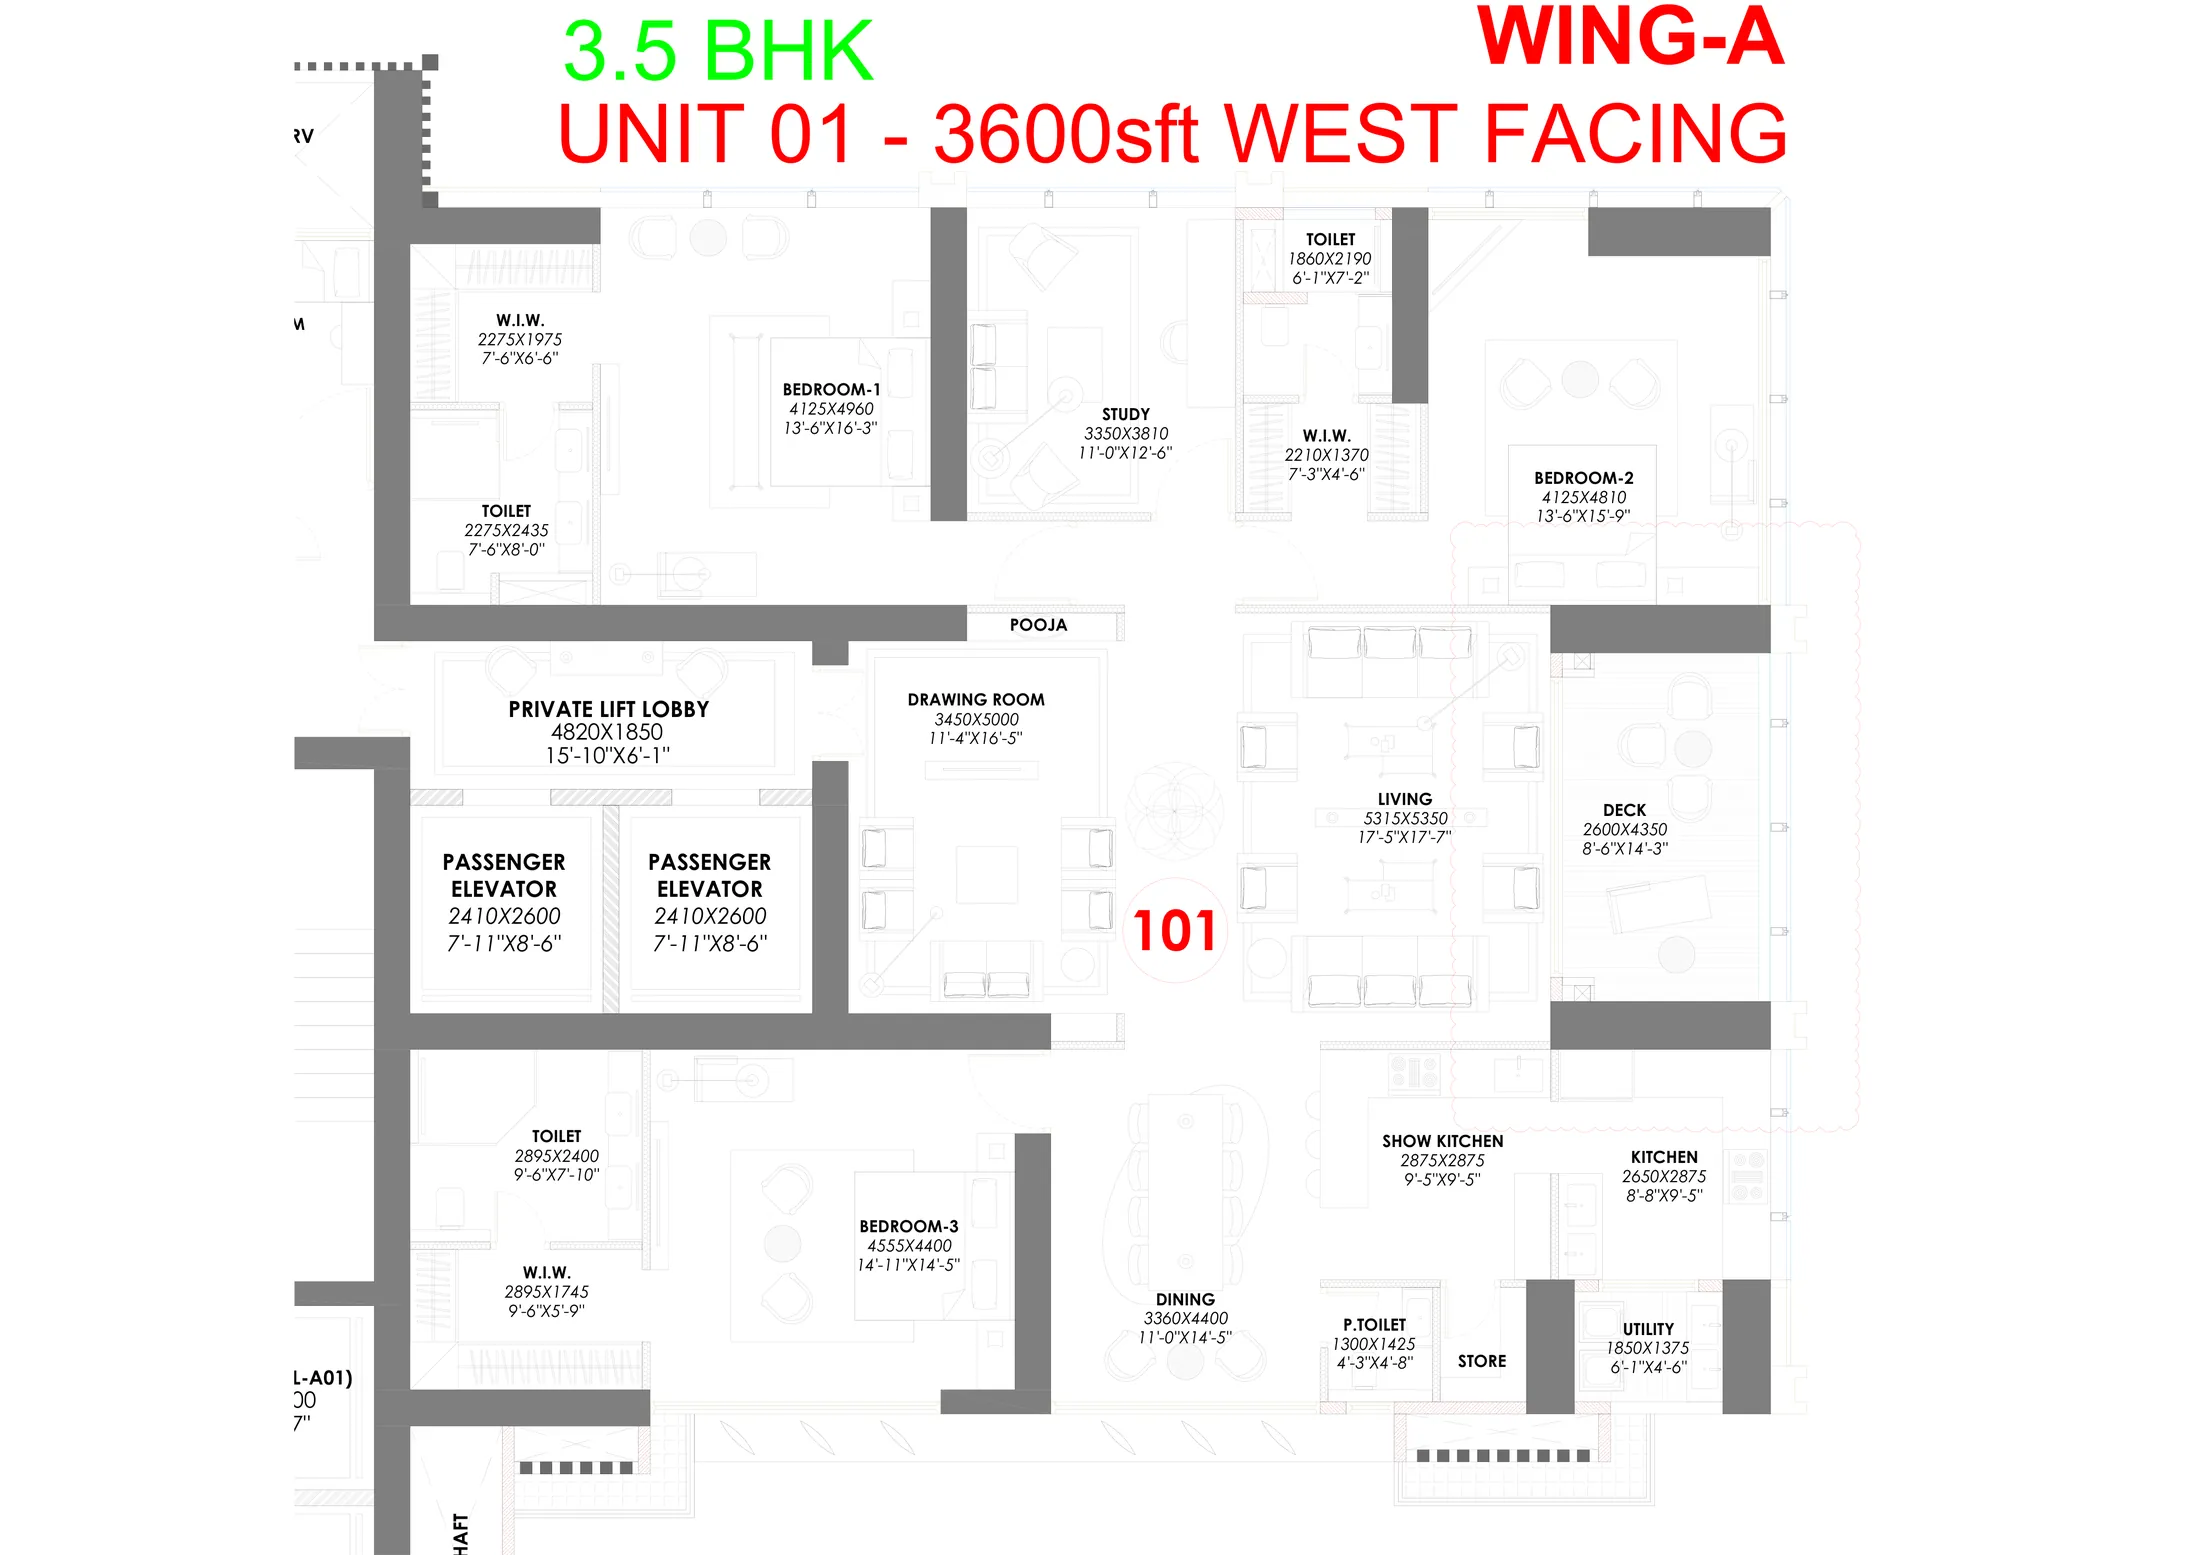 3.5 BHK
WING-A
UNIT 01 - 3600sft WEST FACING
RV
M
TOILET
1860X2190
6'-1"X7'-2"
W.I.W.
2275X1975
7'-6"X6'-6"
BEDROOM-1
4125X4960
13'-6"X16'-3"
STUDY
3350X3810
11'-0"X12'-6"
W.I.W.
2210X1370
7'-3"X4'-6"
BEDROOM-2
4125X4810
13'-6"X15'-9"
TOILET
2275X2435
7'-6"X8'-0"
POOJA
PRIVATE LIFT LOBBY
4820X1850
15'-10"X6'-1"
DRAWING ROOM
3450X5000
11'-4"X16'-5"
LIVING
5315X5350
17'-5"X17'-7"
DECK
2600X4350
8'-6"X14'-3"
PASSENGER
ELEVATOR
2410X2600
7'-11"X8'-6"
PASSENGER
ELEVATOR
2410X2600
7'-11"X8'-6"
101
TOILET
2895X2400
9'-6"X7'-10"
SHOW KITCHEN
2875X2875
9'-5"X9'-5"
KITCHEN
2650X2875
8'-8"X9'-5"
BEDROOM-3
4555X4400
14'-11"X14'-5"
W.I.W.
2895X1745
9'-6"X5'-9"
DINING
3360X4400
11'-0"X14'-5"
P.TOILET
1300X1425
4'-3"X4'-8"
STORE
UTILITY
1850X1375
6'-1"X4'-6"
L-A01)
00
7"
HAFT